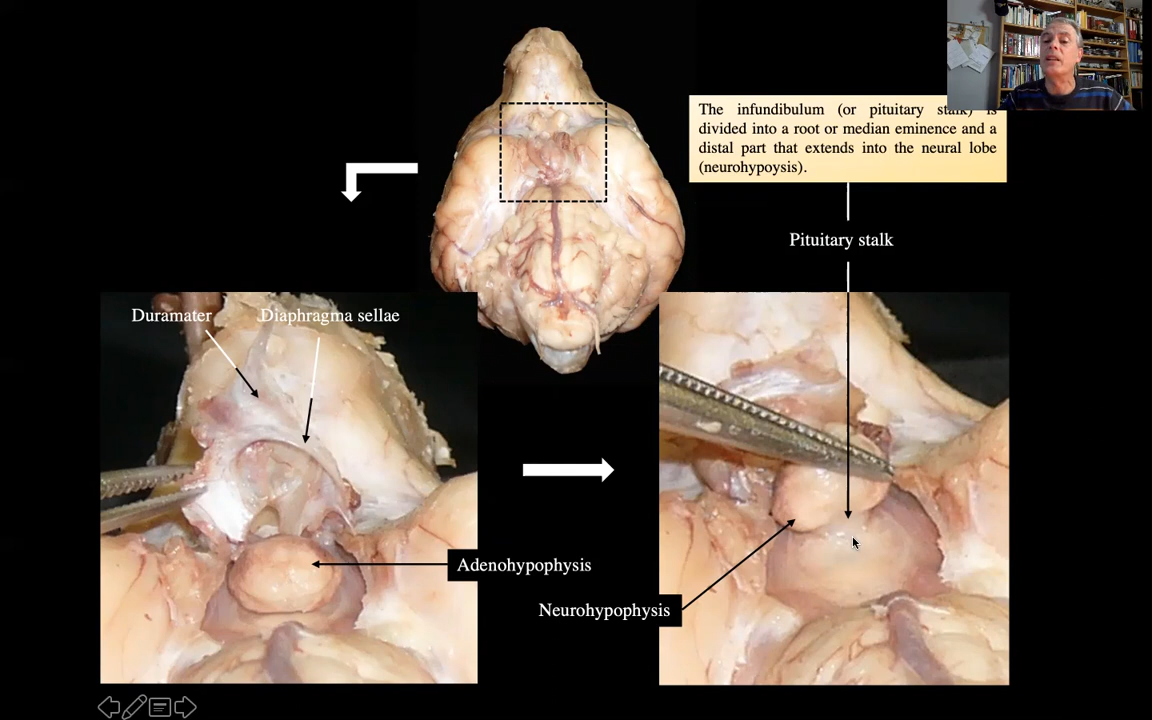 The infundibulum (or pituitary stalk) is
divided into a root or median eminence and a
distal part that extends into the neural lobe
(neurohypoysis).
Pituitary stalk
Duramater
Diaphragma sellae
Adenohypophysis
Neurohypophysis